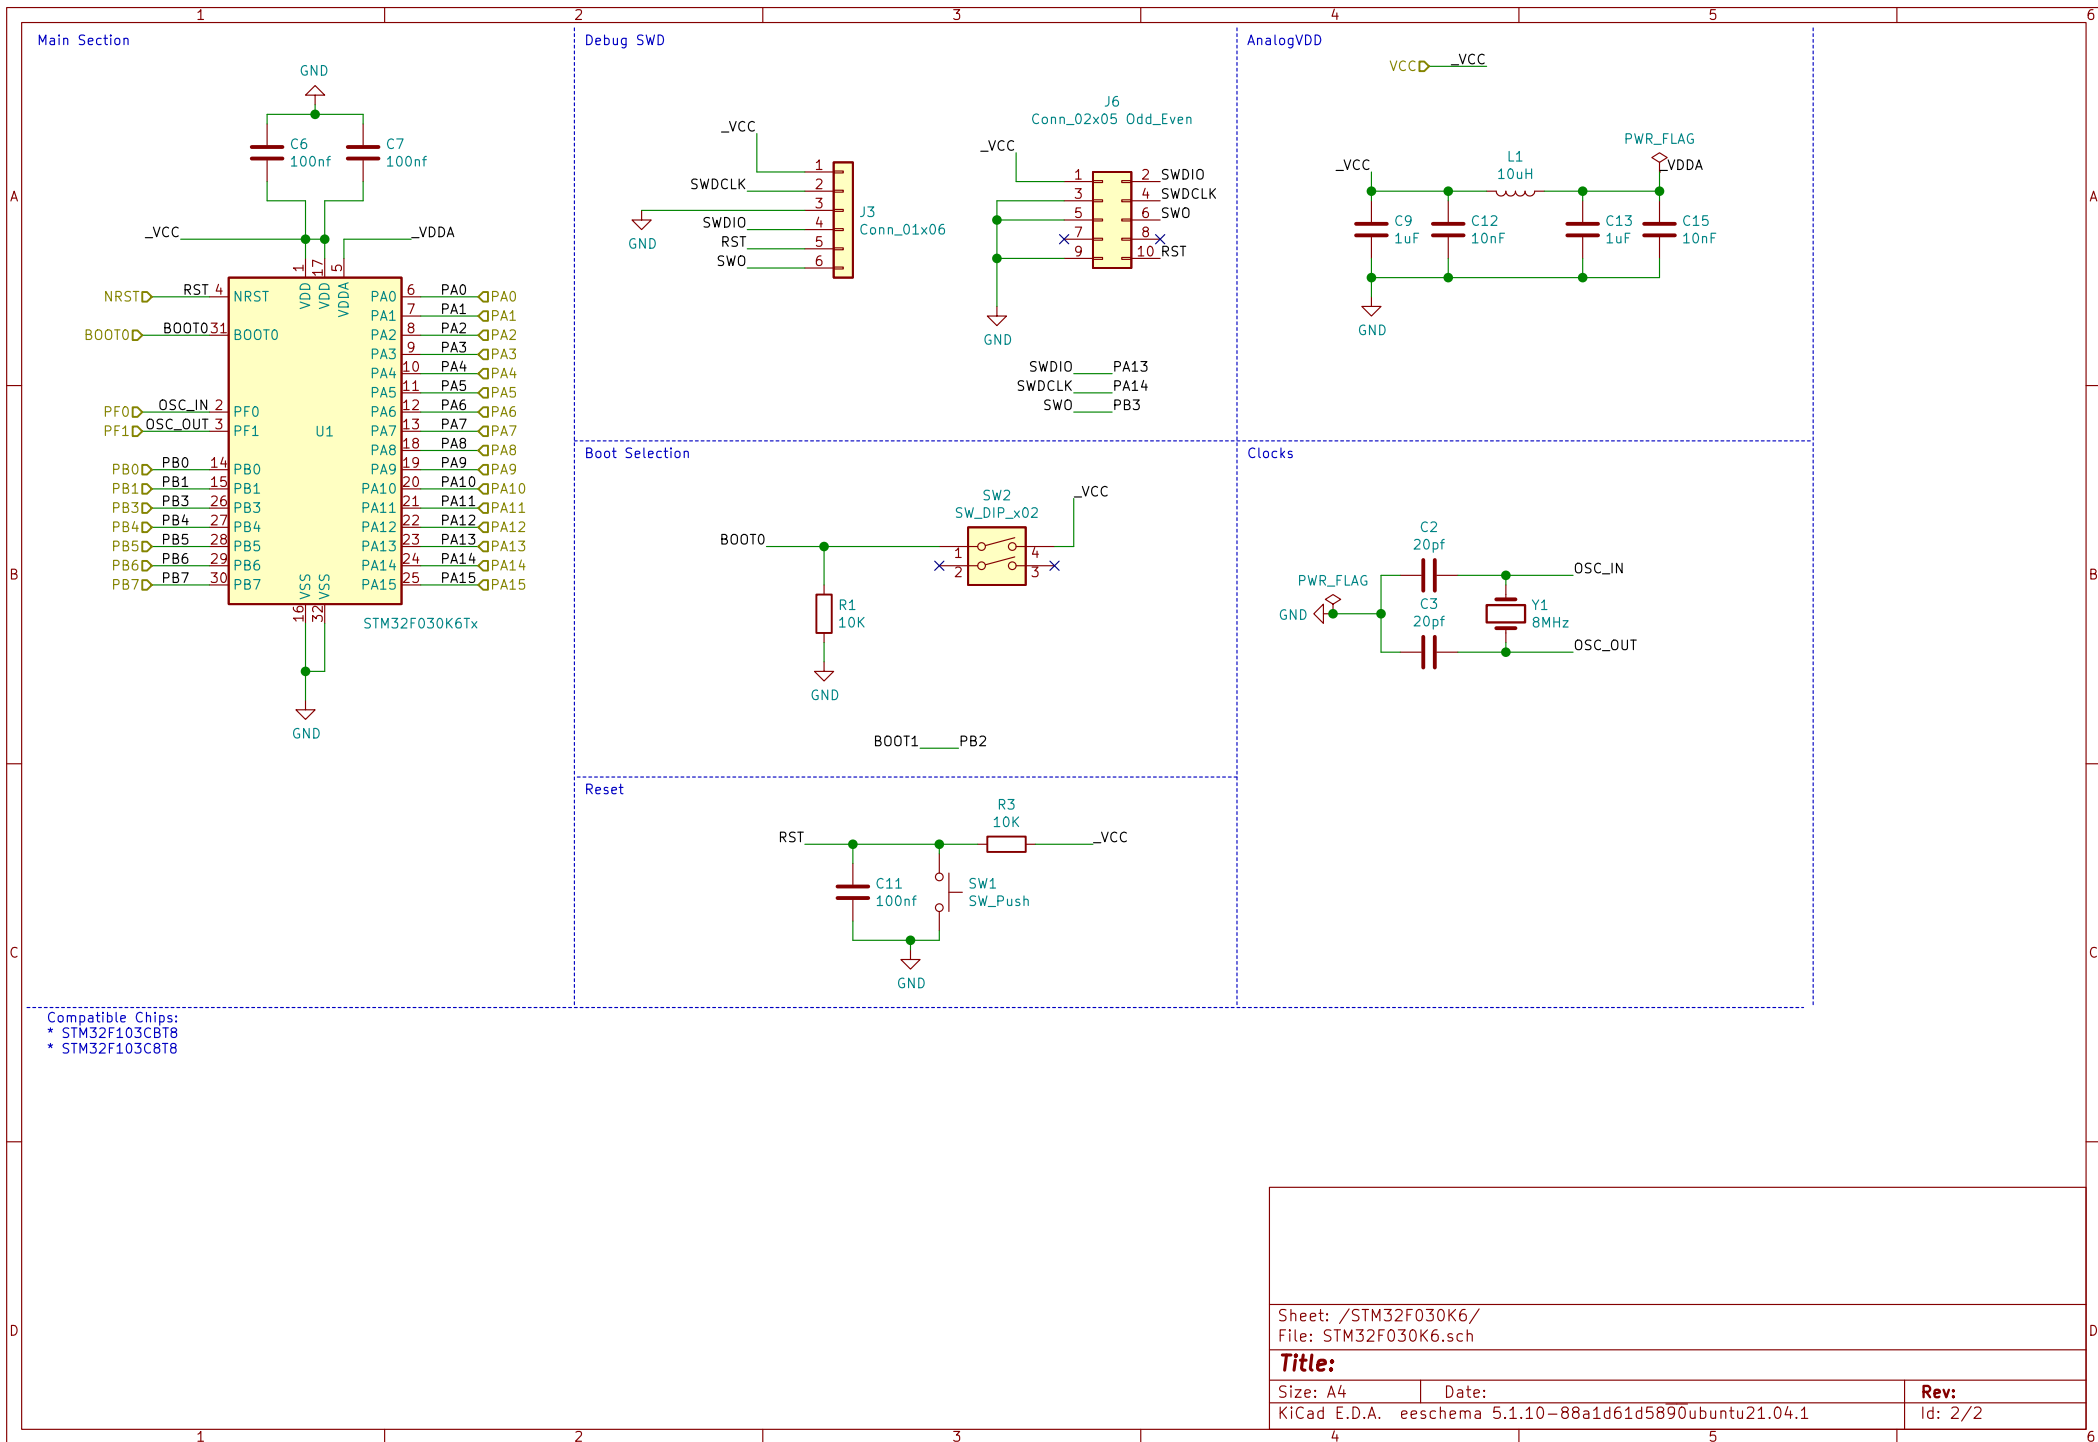 1 2 3 4 5 6
A
B
C
D
Main Section
GND
C6
100nf
C7
100nf
_VCC
_VDDA
1
17
5
VDD
VDD
VDDA
NRST RST 4 NRST
BOOT0 BOOT0 31 BOOT0
PF0 OSC_IN 2 PF0
PF1 OSC_OUT 3 PF1
PB0 PB0 14 PB0
PB1 PB1 15 PB1
PB3 PB3 26 PB3
PB4 PB4 27 PB4
PB5 PB5 28 PB5
PB6 PB6 29 PB6
PB7 PB7 30 PB7
U1
PA0 6 PA0 PA0
PA1 7 PA1 PA1
PA2 8 PA2 PA2
PA3 9 PA3 PA3
PA4 10 PA4 PA4
PA5 11 PA5 PA5
PA6 12 PA6 PA6
PA7 13 PA7 PA7
PA8 18 PA8 PA8
PA9 19 PA9 PA9
PA10 20 PA10 PA10
PA11 21 PA11 PA11
PA12 22 PA12 PA12
PA13 23 PA13 PA13
PA14 24 PA14 PA14
PA15 25 PA15 PA15
VSS
VSS
16
32
STM32F030K6Tx
GND
Debug SWD
_VCC
1
SWDCLK 2
3
SWDIO 4
RST 5
SWO 6
GND
J3
Conn_01x06
J6
Conn_02x05 Odd_Even
_VCC
1 2 SWDIO
3 4 SWDCLK
5 6 SWO
7 8
9 10 RST
GND
SWDIO PA13
SWDCLK PA14
SWO PB3
AnalogVDD
VCC _VCC
PWR_FLAG
_VCC
L1
10uH
_VDDA
C9
1uF
C12
10nF
C13
1uF
C15
10nF
GND
Boot Selection
SW2
SW_DIP_x02
_VCC
BOOT0
1 4
2 3
R1
10K
GND
BOOT1 PB2
Clocks
C2
20pf
OSC_IN
PWR_FLAG
GND
C3
20pf
Y1
8MHz
OSC_OUT
Reset
R3
10K
RST
_VCC
C11
100nf
SW1
SW_Push
GND
Compatible Chips:
* STM32F103CBT8
* STM32F103C8T8
Sheet: /STM32F030K6/
File: STM32F030K6.sch
Title:
Size: A4 Date: Rev:
KiCad E.D.A. eeschema 5.1.10-88a1d61d5890ubuntu21.04.1 Id: 2/2
A
B
C
D
1 2 3 4 5 6